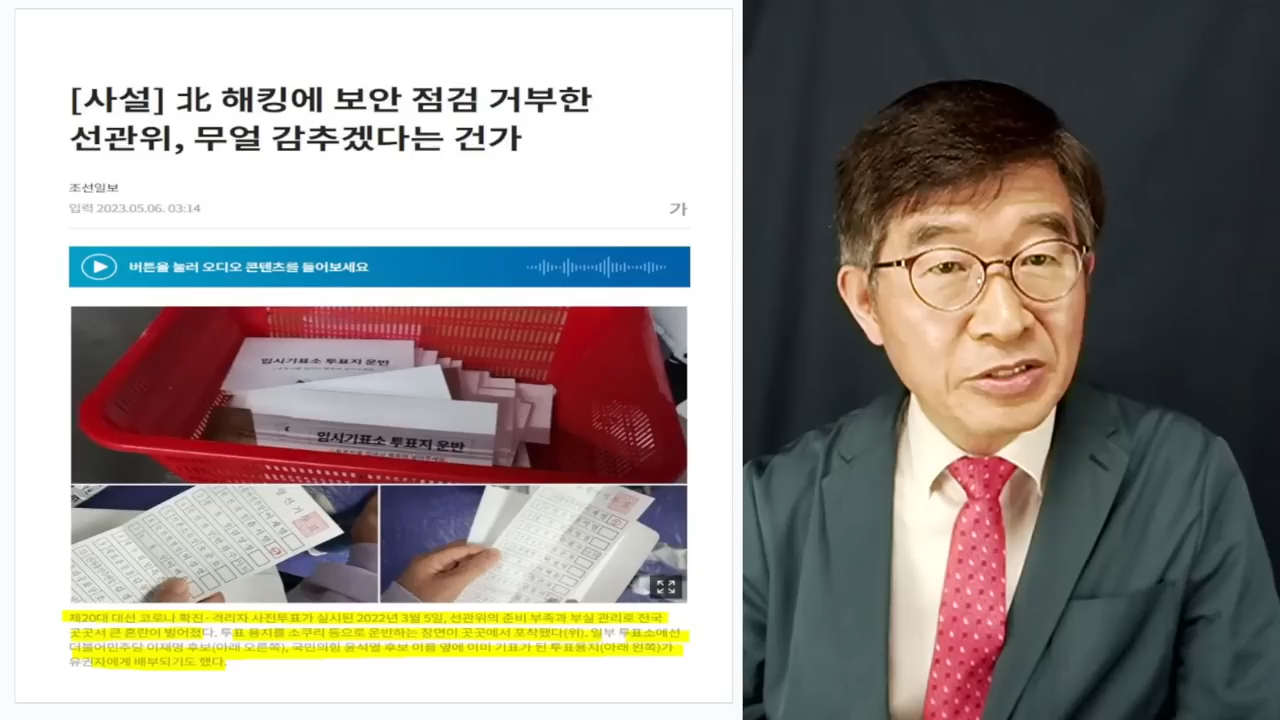 [사설] 北 해킹에 보안 점검 거부한
선관위, 무얼 감추겠다는 건가
조선일보
입력 2023.05.06. 03:14
가
버튼을 눌러 오디오 콘텐츠를 들어보세요
임시기표소 투표지 운반
임시기표소 투표지 운반
제20대 대선 코로나 확진·격리자 사전투표가 실시된 2022년 3월 5일, 선관위의 준비 부족과 부실 관리로 전국
곳곳서 큰 혼란이 벌어졌다. 투표 용지를 소쿠리 등으로 운반하는 장면이 곳곳에서 포착됐다(위). 일부 투표소에선
더불어민주당 이재명 후보(아래 오른쪽), 국민의힘 윤석열 후보 이름 옆에 이미 기표가 된 투표용지(아래 왼쪽)가
유권자에게 배부되기도 했다.